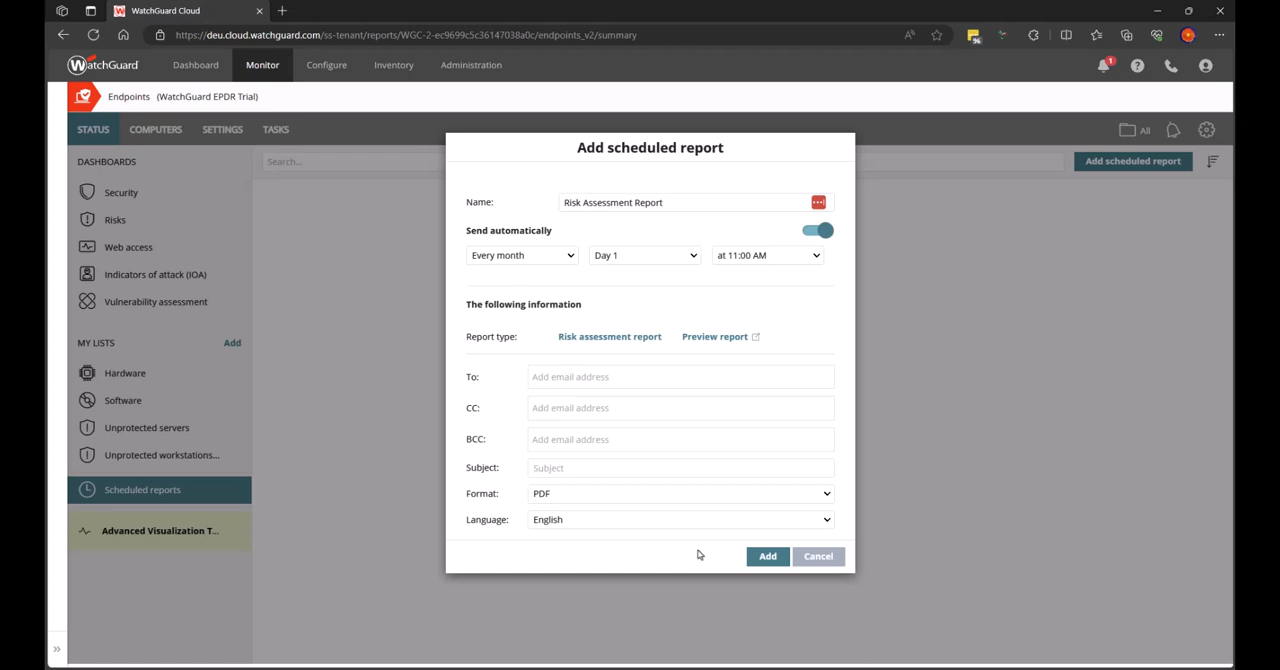 WatchGuard Cloud
https://deu.cloud.watchguard.com/ss-tenant/reports/WGC-2-ec9699c5c36147038a0c/endpoints_v2/summary
96
WatchGuard Dashboard Monitor Configure Inventory Administration
1
Endpoints (WatchGuard EPDR Trial)
STATUS COMPUTERS SETTINGS TASKS All
DASHBOARDS
Search...
Add scheduled report
Security
Risks
Web access
Indicators of attack (IOA)
Vulnerability assessment
MY LISTS Add
Hardware
Software
Unprotected servers
Unprotected workstations...
Scheduled reports
Advanced Visualization T...
Add scheduled report
Name: Risk Assessment Report
Send automatically
Every month Day 1 at 11:00 AM
The following information
Report type: Risk assessment report Preview report
To: Add email address
CC: Add email address
BCC: Add email address
Subject: Subject
Format: PDF
Language: English
Add Cancel